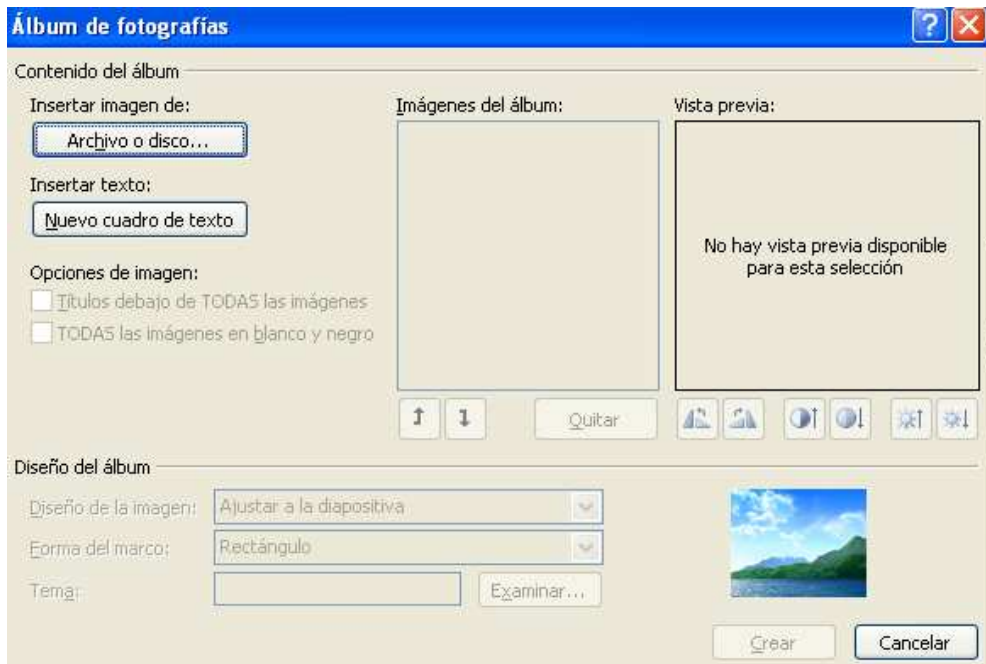 Álbum de fotografías
Contenido del álbum
Insertar imagen de:
Archivo o disco...
Insertar texto:
Nuevo cuadro de texto
Opciones de imagen:
Títulos debajo de TODAS las imágenes
TODAS las imágenes en blanco y negro
Imágenes del álbum:
Quitar
Vista previa:
No hay vista previa disponible
para esta selección
Diseño del álbum
Diseño de la imagen: Ajustar a la diapositiva
Forma del marco: Rectángulo
Tema: Examinar...
Crear Cancelar